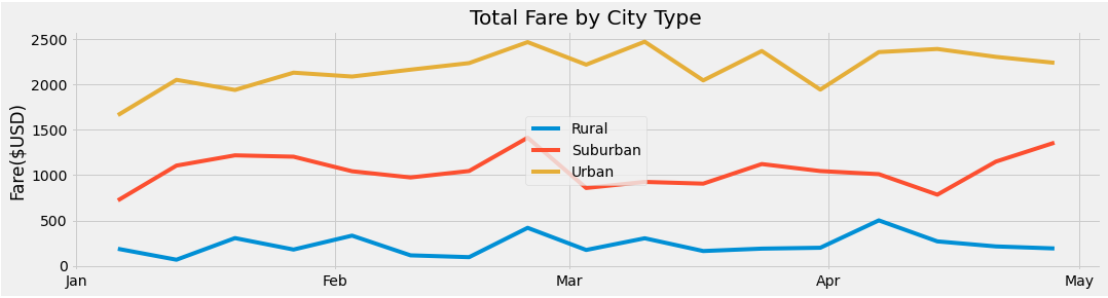 Total Fare by City Type
Fare($USD)
2500
2000
1500
1000
500
0
Rural
Suburban
Urban
Jan Feb Mar Apr May